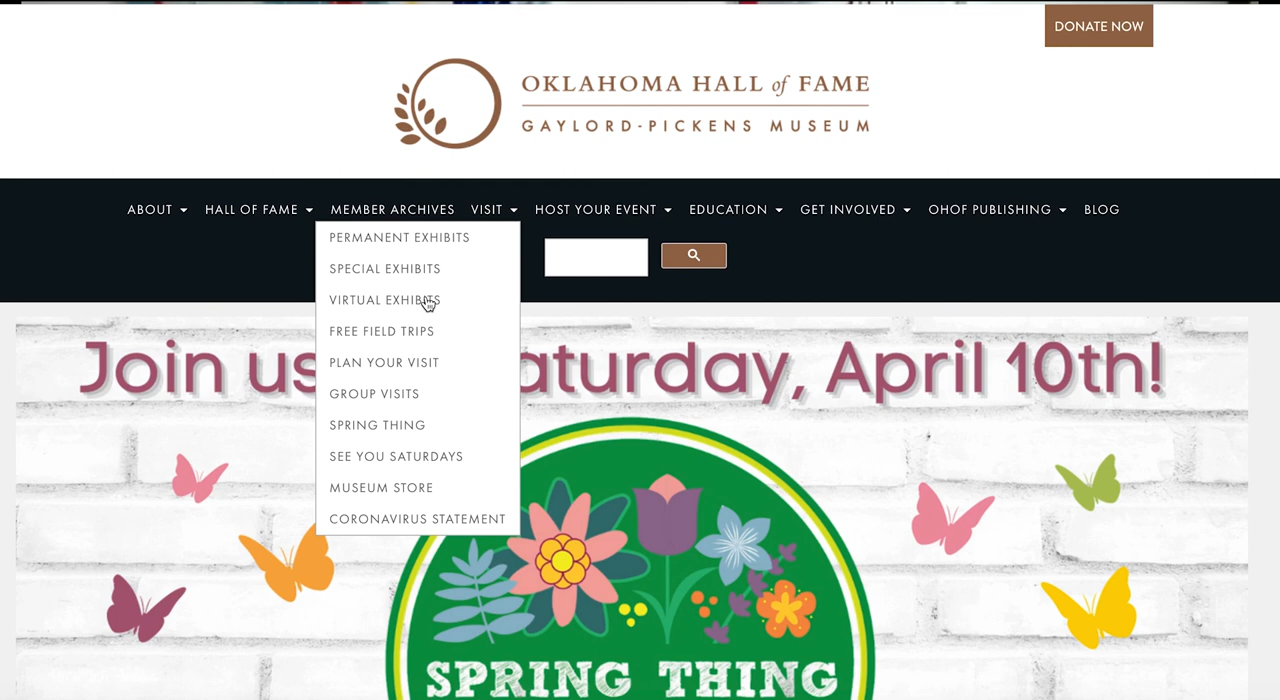 DONATE NOW
OKLAHOMA HALL of FAME
GAYLORD-PICKENS MUSEUM
ABOUT HALL OF FAME MEMBER ARCHIVES VISIT HOST YOUR EVENT EDUCATION GET INVOLVED OHOF PUBLISHING BLOG
PERMANENT EXHIBITS
SPECIAL EXHIBITS
VIRTUAL EXHIBITS
FREE FIELD TRIPS
PLAN YOUR VISIT
GROUP VISITS
SPRING THING
SEE YOU SATURDAYS
MUSEUM STORE
CORONAVIRUS STATEMENT
Join us aturday, April 10th!
SPRING THING